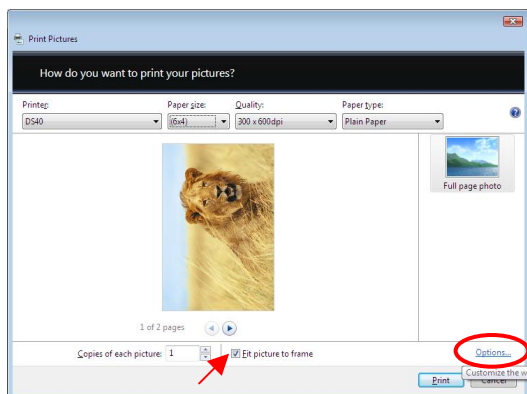 Print Pictures
How do you want to print your pictures?
Printer: Paper size: Quality: Paper type:
DS40 (6x4) 300 x 600dpi Plain Paper
Full page photo
1 of 2 pages
Copies of each picture: 1 Fit picture to frame Options...
Customize the w
Print Cancel